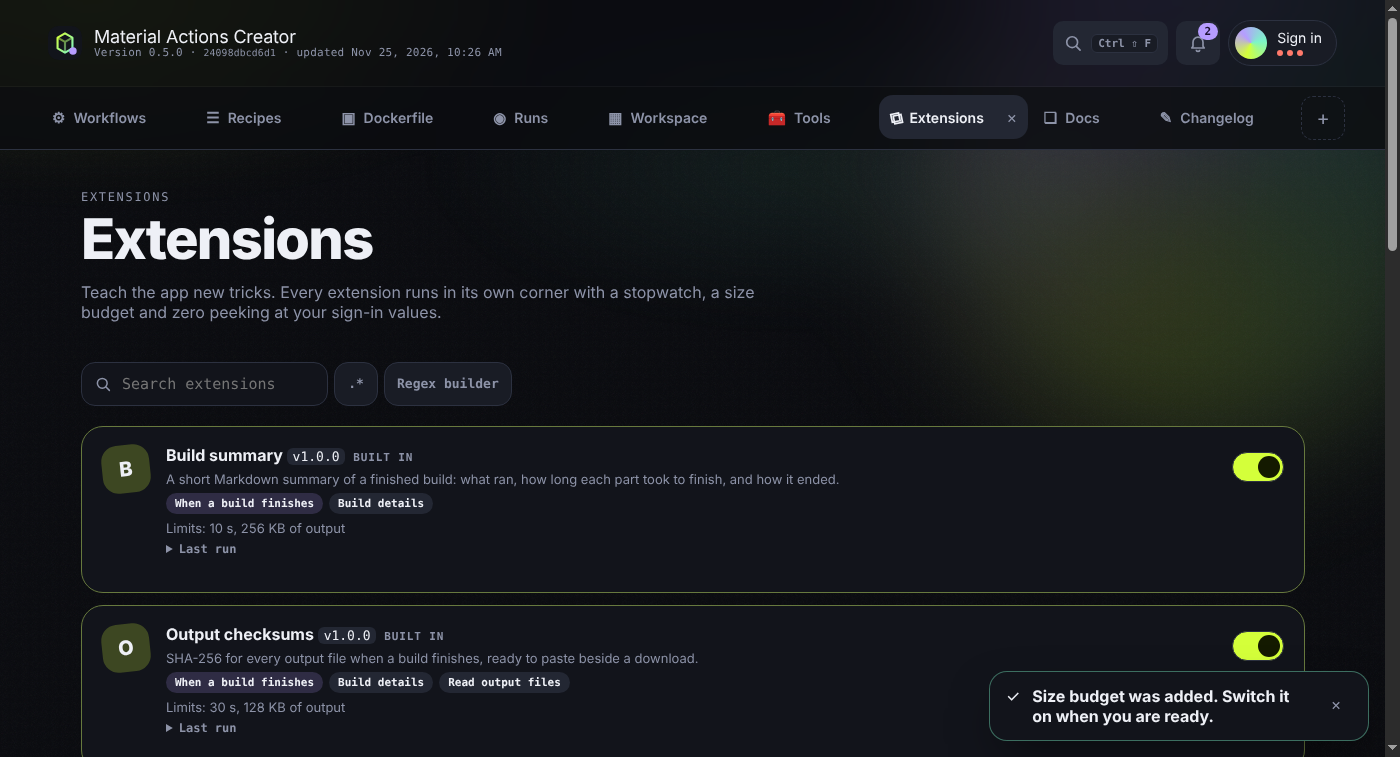 Material Actions Creator
Version 0.5.0 · 24098dbcd6d1 · updated Nov 25, 2026, 10:26 AM
Ctrl ⇧ F
2
Sign in
Workflows
Recipes
Dockerfile
Runs
Workspace
Tools
Extensions ×
Docs
Changelog
+
EXTENSIONS
Extensions
Teach the app new tricks. Every extension runs in its own corner with a stopwatch, a size
budget and zero peeking at your sign-in values.
Search extensions
.*
Regex builder
B
Build summary v1.0.0 BUILT IN
A short Markdown summary of a finished build: what ran, how long each part took to finish, and how it ended.
When a build finishes Build details
Limits: 10 s, 256 KB of output
Last run
O
Output checksums v1.0.0 BUILT IN
SHA-256 for every output file when a build finishes, ready to paste beside a download.
When a build finishes Build details Read output files
Limits: 30 s, 128 KB of output
Last run
✓ Size budget was added. Switch it ×
on when you are ready.